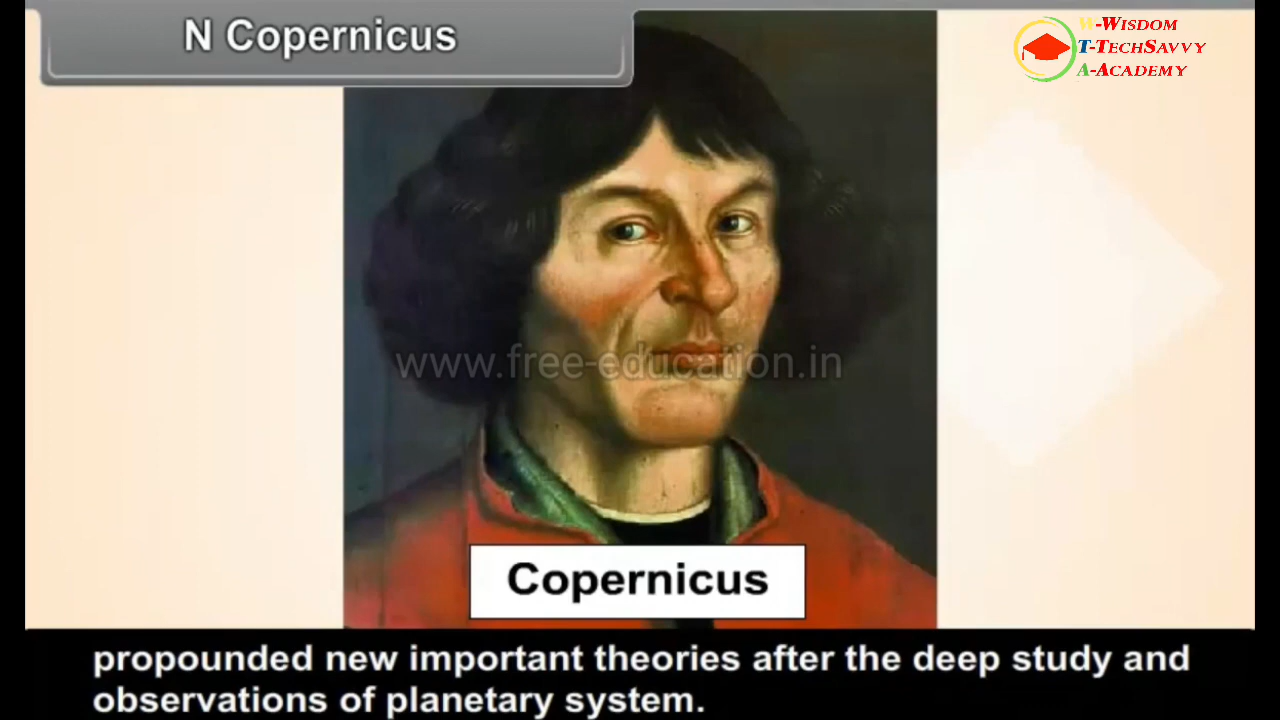 N Copernicus
W-Wisdom
T-TechSavvy
A-Academy
www.free-education.in
Copernicus
propounded new important theories after the deep study and
observations of planetary system.